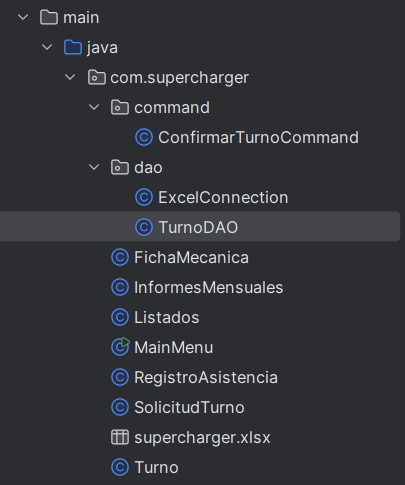 main
java
com.supercharger
command
ConfirmarTurnoCommand
dao
ExcelConnection
TurnoDAO
FichaMecanica
InformesMensuales
Listados
MainMenu
RegistroAsistencia
SolicitudTurno
supercharger.xlsx
Turno